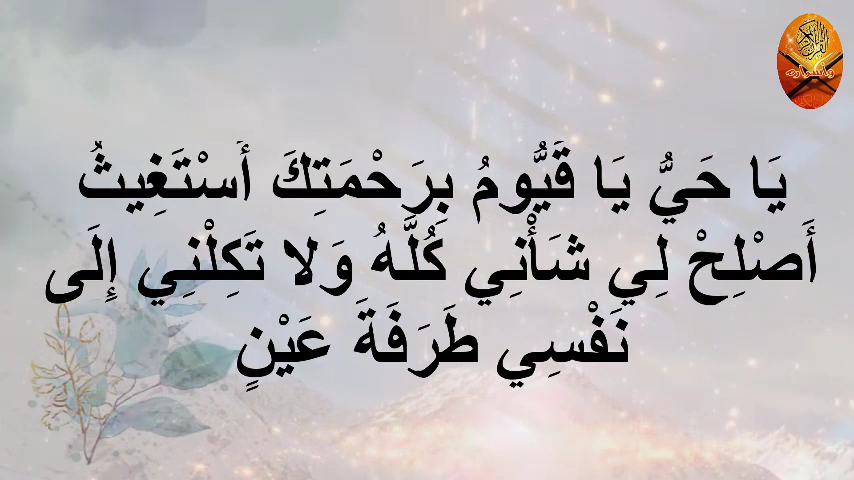 يَا حَيُّ يَا قَيُّومُ بِرَحْمَتِكَ أَسْتَغِيثُ
أَصْلِحْ لِي شَأْنِي كُلَّهُ وَلا تَكِلْنِي إِلَى
نَفْسِي طَرَفَةَ عَيْنٍ